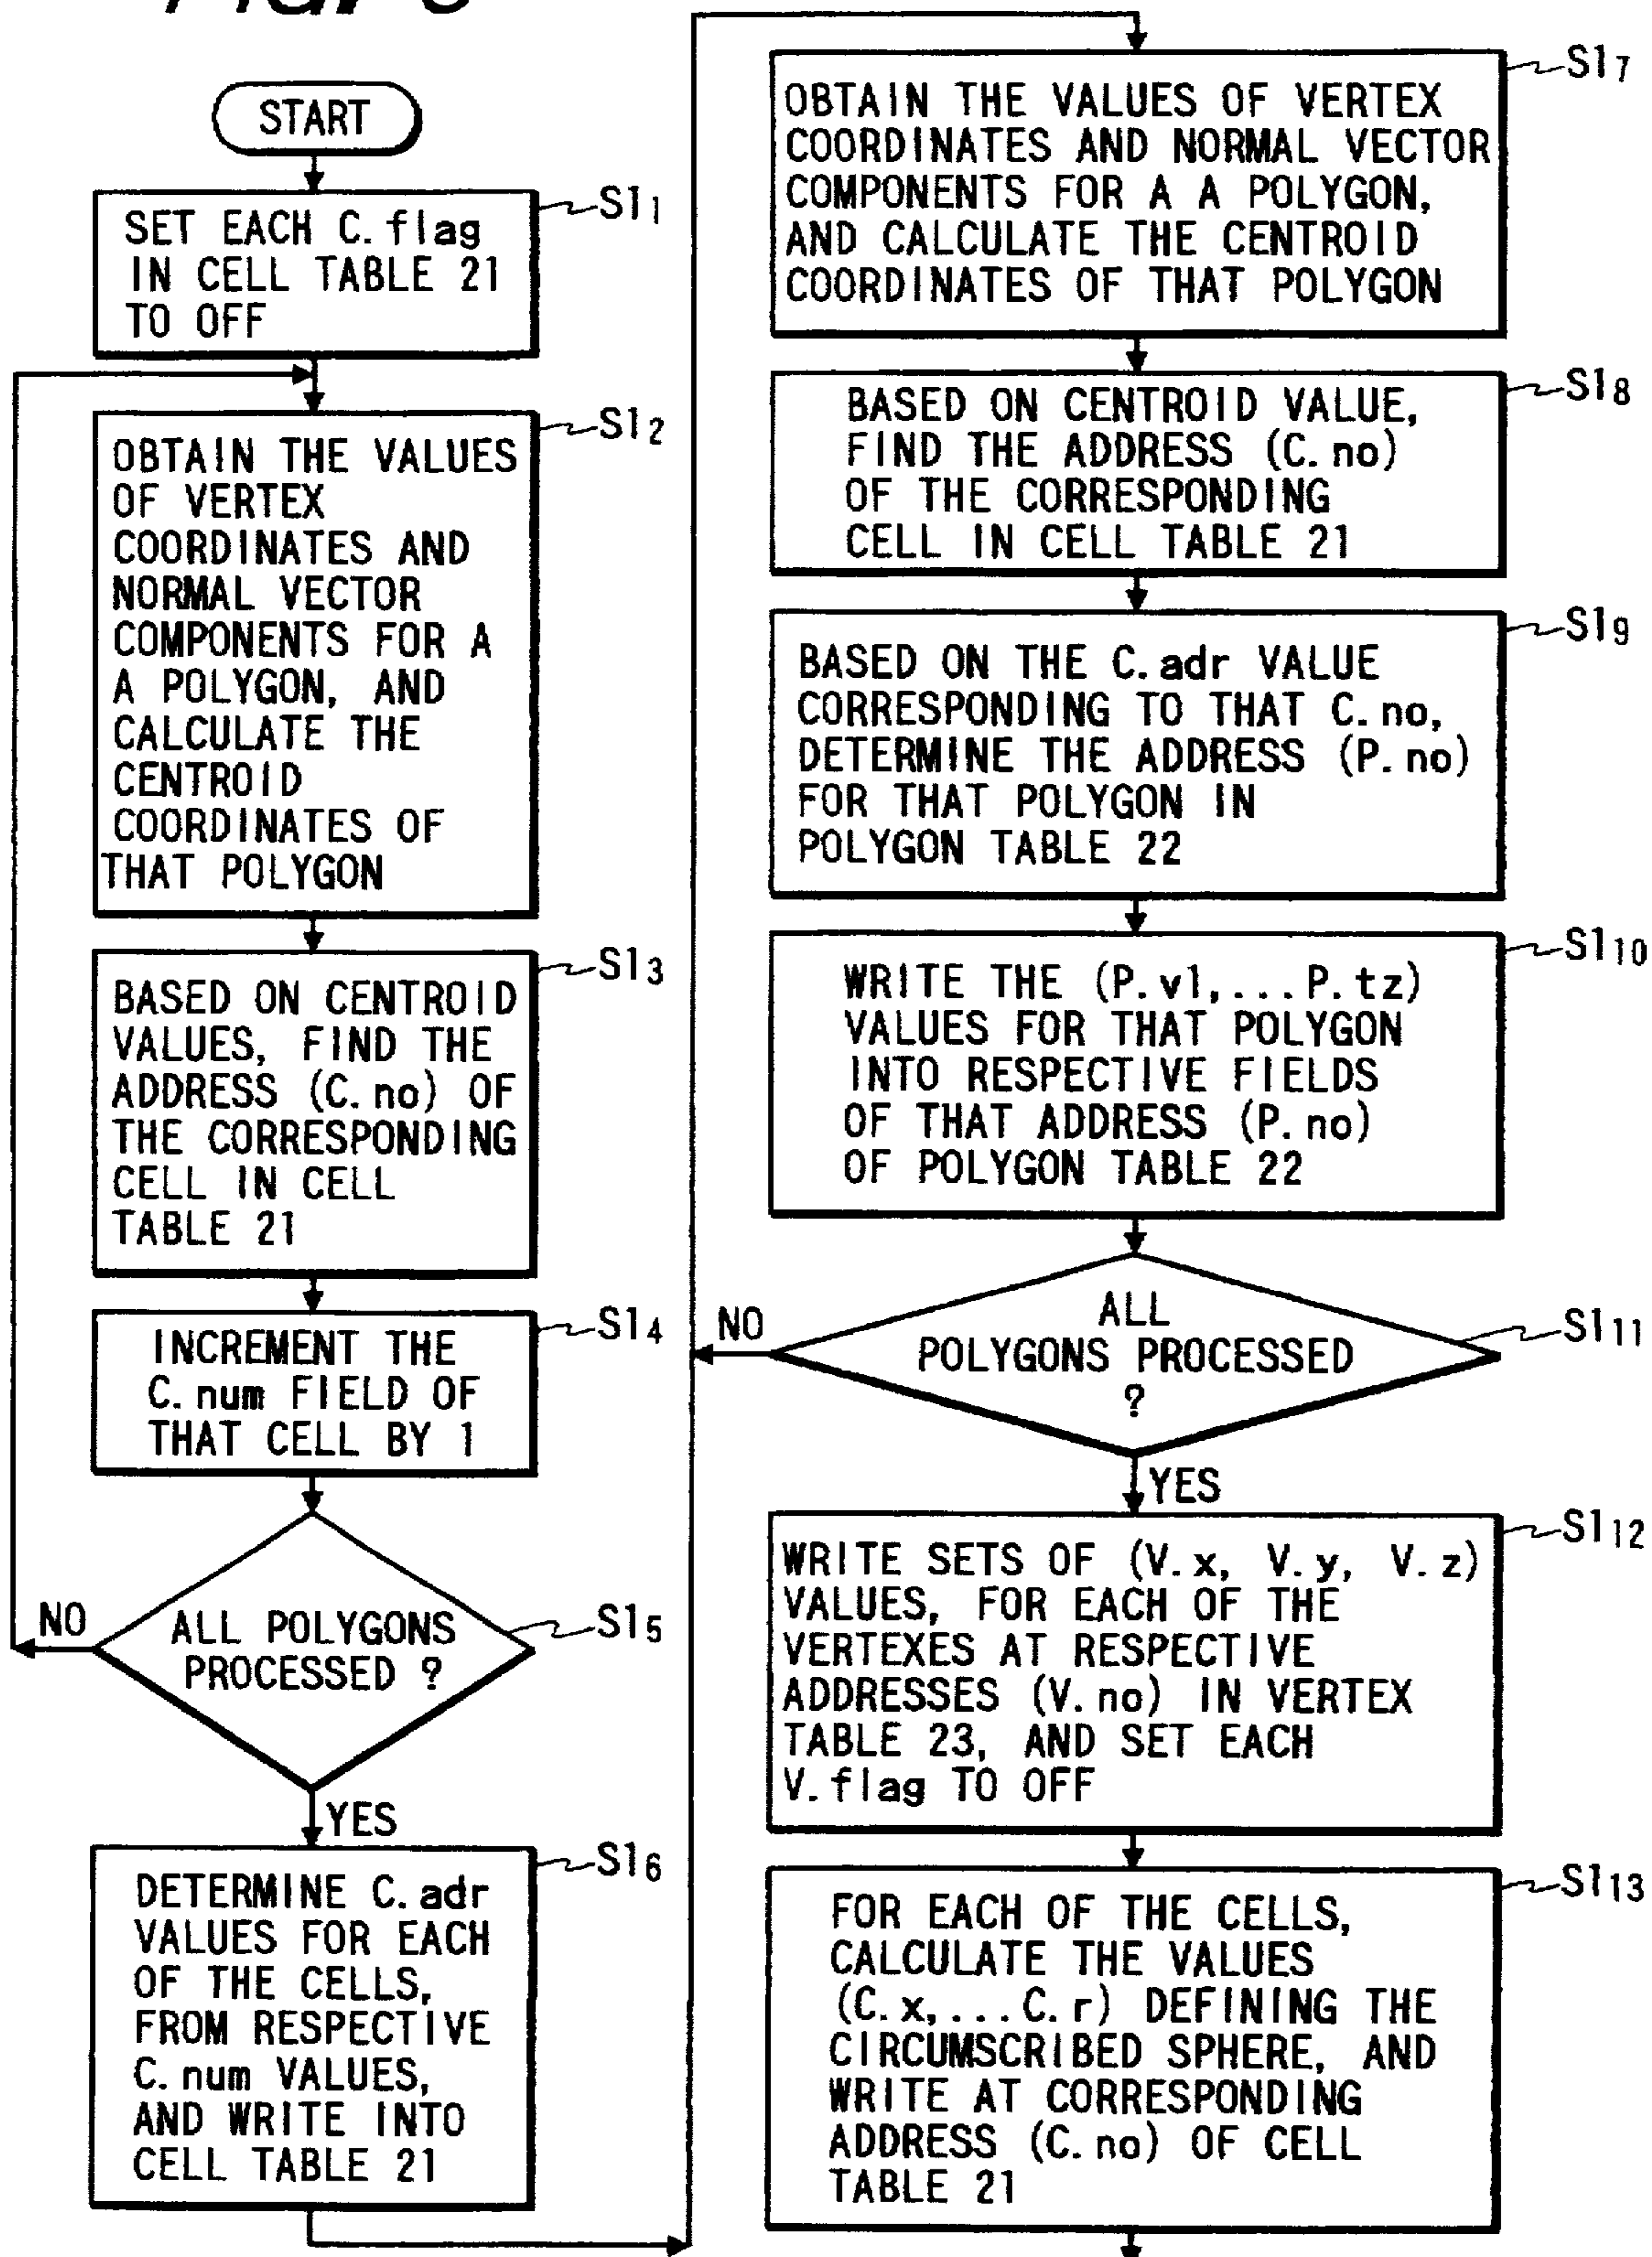 START
SET EACH C.flag
IN CELL TABLE 21
TO OFF
S11
OBTAIN THE VALUES
OF VERTEX
COORDINATES AND
NORMAL VECTOR
COMPONENTS FOR A
A POLYGON, AND
CALCULATE THE
CENTROID
COORDINATES OF
THAT POLYGON
S12
BASED ON CENTROID
VALUES, FIND THE
ADDRESS (C.no) OF
THE CORRESPONDING
CELL IN CELL
TABLE 21
S13
INCREMENT THE
C.num FIELD OF
THAT CELL BY 1
S14
ALL POLYGONS
PROCESSED ?
S15
NO
YES
DETERMINE C.adr
VALUES FOR EACH
OF THE CELLS,
FROM RESPECTIVE
C.num VALUES,
AND WRITE INTO
CELL TABLE 21
S16
OBTAIN THE VALUES OF VERTEX
COORDINATES AND NORMAL VECTOR
COMPONENTS FOR A A POLYGON,
AND CALCULATE THE CENTROID
COORDINATES OF THAT POLYGON
S17
BASED ON CENTROID VALUE,
FIND THE ADDRESS (C.no)
OF THE CORRESPONDING
CELL IN CELL TABLE 21
S18
BASED ON THE C.adr VALUE
CORRESPONDING TO THAT C.no,
DETERMINE THE ADDRESS (P.no)
FOR THAT POLYGON IN
POLYGON TABLE 22
S19
WRITE THE (P.v1,...P.tz)
VALUES FOR THAT POLYGON
INTO RESPECTIVE FIELDS
OF THAT ADDRESS (P.no)
OF POLYGON TABLE 22
S110
ALL
POLYGONS PROCESSED
?
S111
NO
YES
WRITE SETS OF (V.x, V.y, V.z)
VALUES, FOR EACH OF THE
VERTEXES AT RESPECTIVE
ADDRESSES (V.no) IN VERTEX
TABLE 23, AND SET EACH
V.flag TO OFF
S112
FOR EACH OF THE CELLS,
CALCULATE THE VALUES
(C.x,...C.r) DEFINING THE
CIRCUMSCRIBED SPHERE, AND
WRITE AT CORRESPONDING
ADDRESS (C.no) OF CELL
TABLE 21
S113